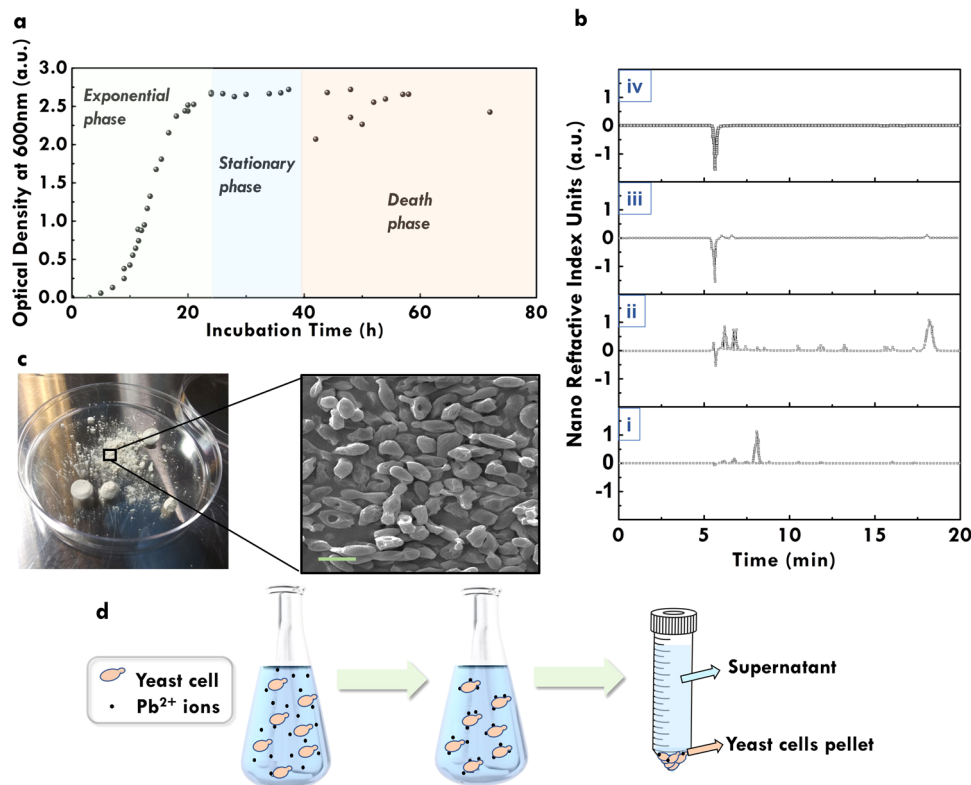 a
Optical Density at 600nm (a.u.)
3.0
2.5
2.0
1.5
1.0
0.5
0.0
Exponential
phase
Stationary
phase
Death
phase
0
20
40
60
80
Incubation Time (h)
b
Nano Reffractive Index Units (a.u.)
iv
1
0
-1
iii
1
0
-1
ii
1
0
-1
i
1
0
-1
0
5
10
15
20
Time (min)
c
d
Yeast cell
Pb²⁺ ions
Supernatant
Yeast cells pellet